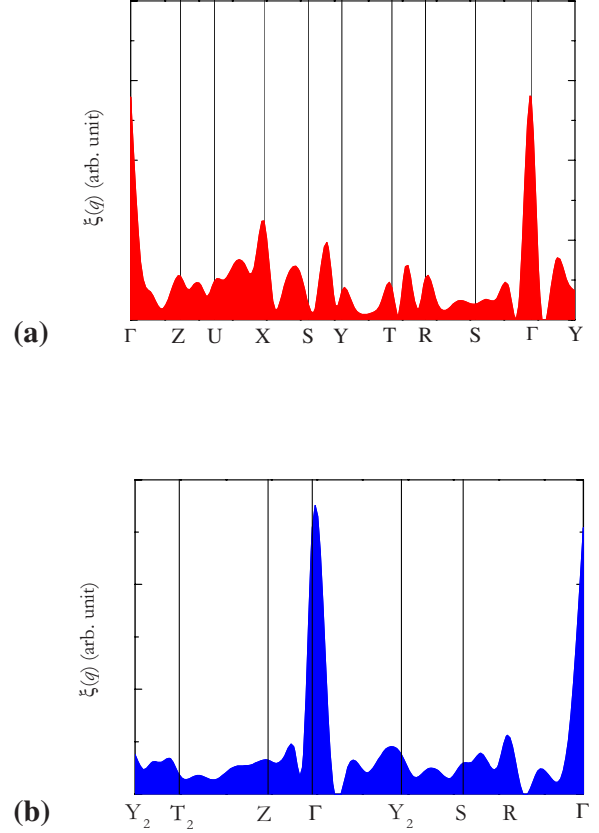 ξ(q) (arb. unit)
(a)
Γ Z U X S Y T R S Γ Y
ξ(q) (arb. unit)
(b)
Y₂ T₂ Z Γ Y₂ S R Γ